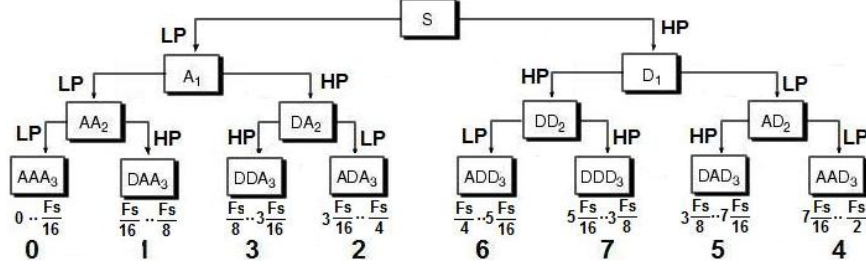 S
LP HP
A₁ D₁
LP HP HP LP
AA₂ DA₂ DD₂ AD₂
LP HP HP LP LP HP HP LP
AAA₃ DAA₃ DDA₃ ADA₃ ADD₃ DDD₃ DAD₃ AAD₃
0 ·· Fs/16 Fs/16 ·· Fs/8 Fs/8 ·· 3 Fs/16 3 Fs/16 ·· Fs/4 Fs/4 ·· 5 Fs/16 5 Fs/16 ·· 3 Fs/8 3 Fs/8 ·· 7 Fs/16 7 Fs/16 ·· Fs/2
0 1 3 2 6 7 5 4